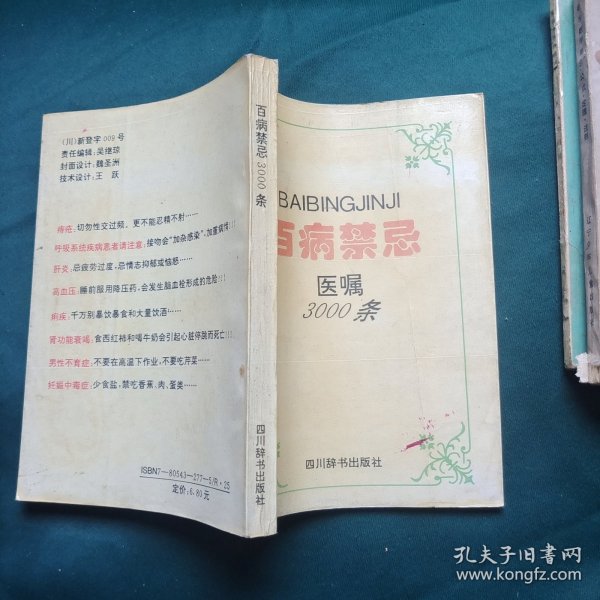 (川)新登字009号
责任编辑:吴继琼
封面设计:魏圣洲
技术设计:王 跃
痔疮:切勿性交过频,更不能忍精不射……
呼吸系统疾病患者请注意:接吻会“加杂感染”,加重病情!!!
肝炎:忌疲劳过度,忌情志抑郁或恼怒……
高血压:睡前服用降压药,会发生脑血栓形成的危险!!!
痢疾:千万别暴饮暴食和大量饮酒!……
肾功能衰竭:食西红柿和喝牛奶会引起心脏停跳而死亡!!!
男性不育症:不要在高温下作业,不要吃芹菜……
妊娠中毒症:少食盐,禁吃香蕉、肉、蛋类……
ISBN7-80543-277-5/R·25
定价:6.80元
百病禁忌3000条
四川辞书出版社
BAIBINGJINJI
百病禁忌
医嘱
3000条
四川辞书出版社
孔夫子旧书网
www.kongfz.com